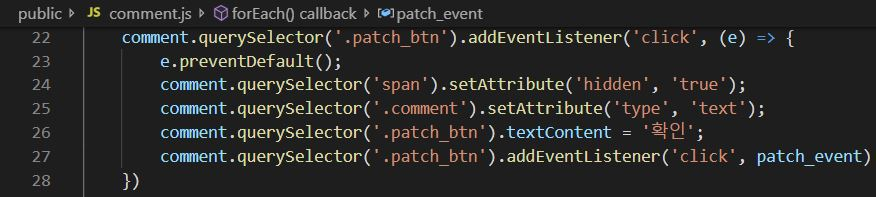 public > JS comment.js > forEach() callback > patch_event
22 comment.querySelector('.patch_btn').addEventListener('click', (e) => {
23 e.preventDefault();
24 comment.querySelector('span').setAttribute('hidden', 'true');
25 comment.querySelector('.comment').setAttribute('type', 'text');
26 comment.querySelector('.patch_btn').textContent = '확인';
27 comment.querySelector('.patch_btn').addEventListener('click', patch_event)
28 })